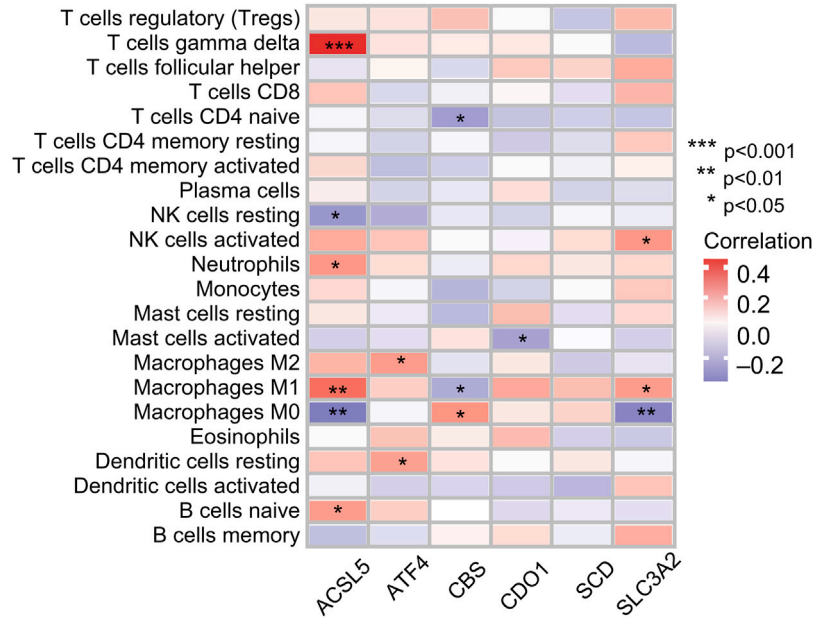 T cells regulatory (Tregs)
T cells gamma delta ***
T cells follicular helper
T cells CD8
T cells CD4 naive *
T cells CD4 memory resting
T cells CD4 memory activated
Plasma cells
NK cells resting *
NK cells activated *
Neutrophils *
Monocytes
Mast cells resting
Mast cells activated *
Macrophages M2 *
Macrophages M1 ** * *
Macrophages M0 ** * **
Eosinophils
Dendritic cells resting *
Dendritic cells activated
B cells naive *
B cells memory
ACSL5 ATF4 CBS CDO1 SCD SLC3A2
*** p<0.001
** p<0.01
* p<0.05
Correlation
0.4
0.2
0.0
−0.2